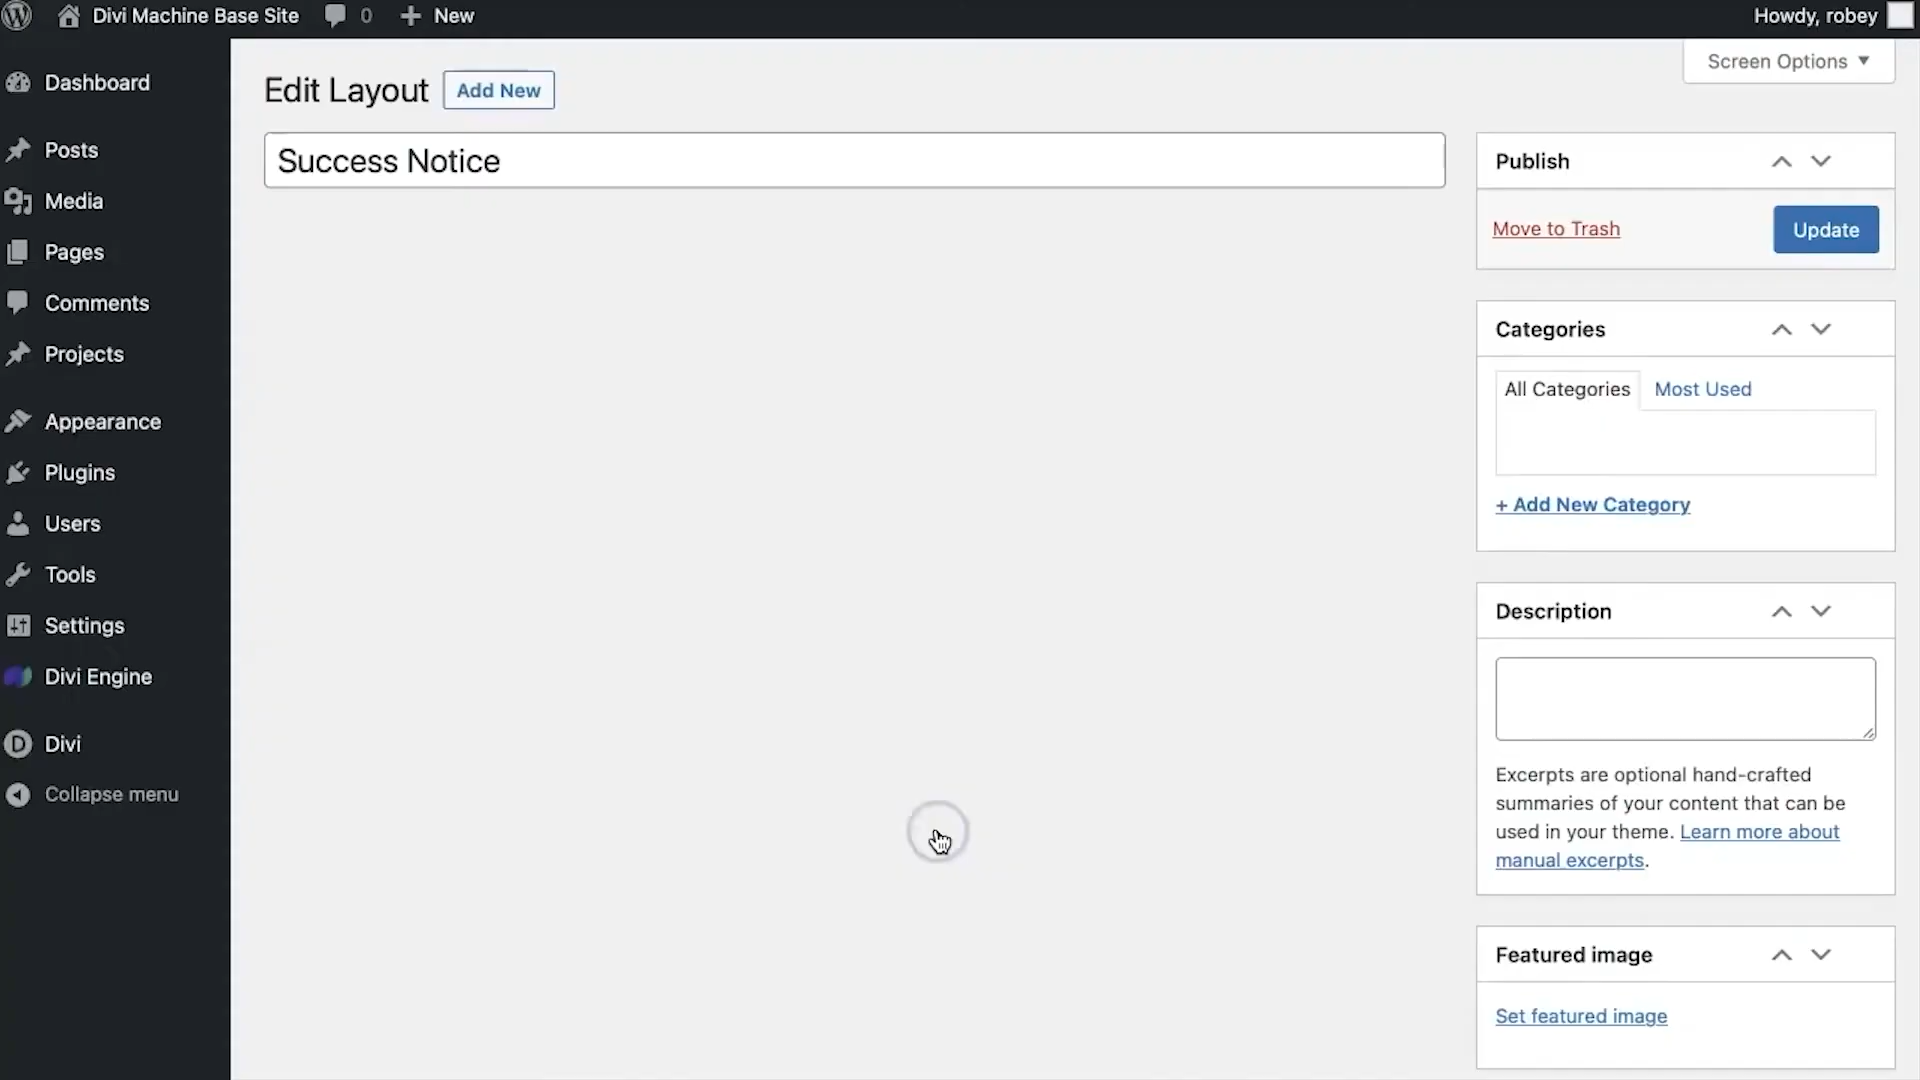 Divi Machine Base Site 0 New Howdy, robey
Screen Options
Dashboard
Posts
Media
Pages
Comments
Projects
Appearance
Plugins
Users
Tools
Settings
Divi Engine
Divi
Collapse menu
Edit Layout Add New
Success Notice
Publish
Move to Trash Update
Categories
All Categories Most Used
+ Add New Category
Description
Excerpts are optional hand-crafted
summaries of your content that can be
used in your theme. Learn more about
manual excerpts.
Featured image
Set featured image